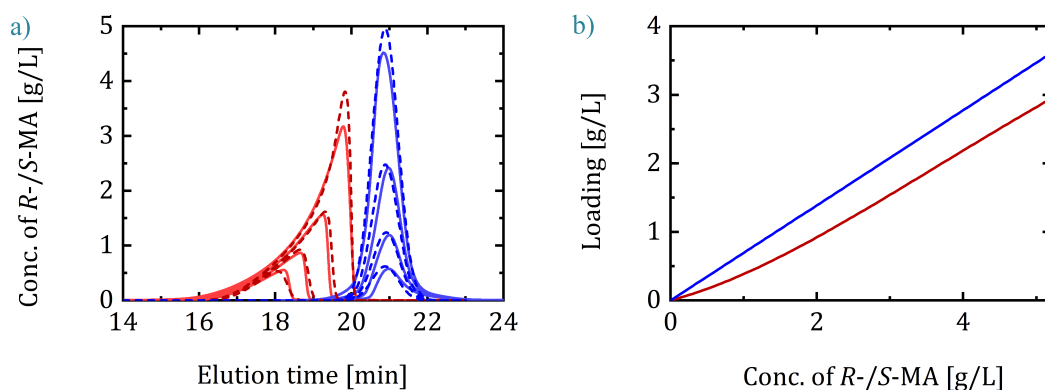 a)
Conc. of R-/S-MA [g/L]
5
4
3
2
1
0
14 16 18 20 22 24
Elution time [min]
b)
Loading [g/L]
4
3
2
1
0
0 2 4
Conc. of R-/S-MA [g/L]